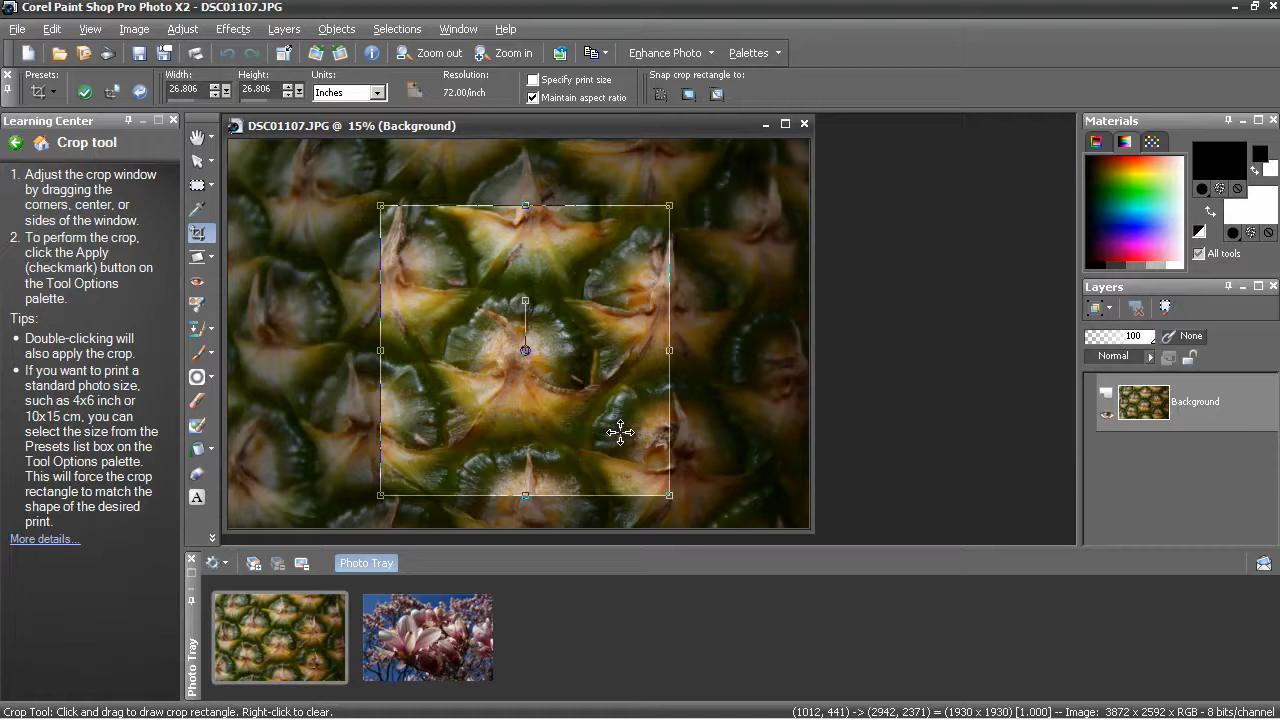 Corel Paint Shop Pro Photo X2 - DSC01107.JPG
File Edit View Image Adjust Effects Layers Objects Selections Window Help
Zoom out Zoom in Enhance Photo Palettes
Presets: Width: Height: Units: Resolution: Specify print size Snap crop rectangle to:
26.806 26.806 Inches 72.00/inch Maintain aspect ratio
Learning Center
Crop tool
1. Adjust the crop window
by dragging the
corners, center, or
sides of the window.
2. To perform the crop,
click the Apply
(checkmark) button on
the Tool Options
palette.
Tips:
• Double-clicking will
also apply the crop.
• If you want to print a
standard photo size,
such as 4x6 inch or
10x15 cm, you can
select the size from the
Presets list box on the
Tool Options palette.
This will force the crop
rectangle to match the
shape of the desired
print.
More details...
DSC01107.JPG @ 15% (Background)
Materials
All tools
Layers
100 None
Normal
Background
Photo Tray
Photo Tray
Crop Tool: Click and drag to draw crop rectangle. Right-click to clear.
(1012, 441) -> (2942, 2371) = (1930 x 1930) [1.000] -- Image: 3872 x 2592 x RGB - 8 bits/channel